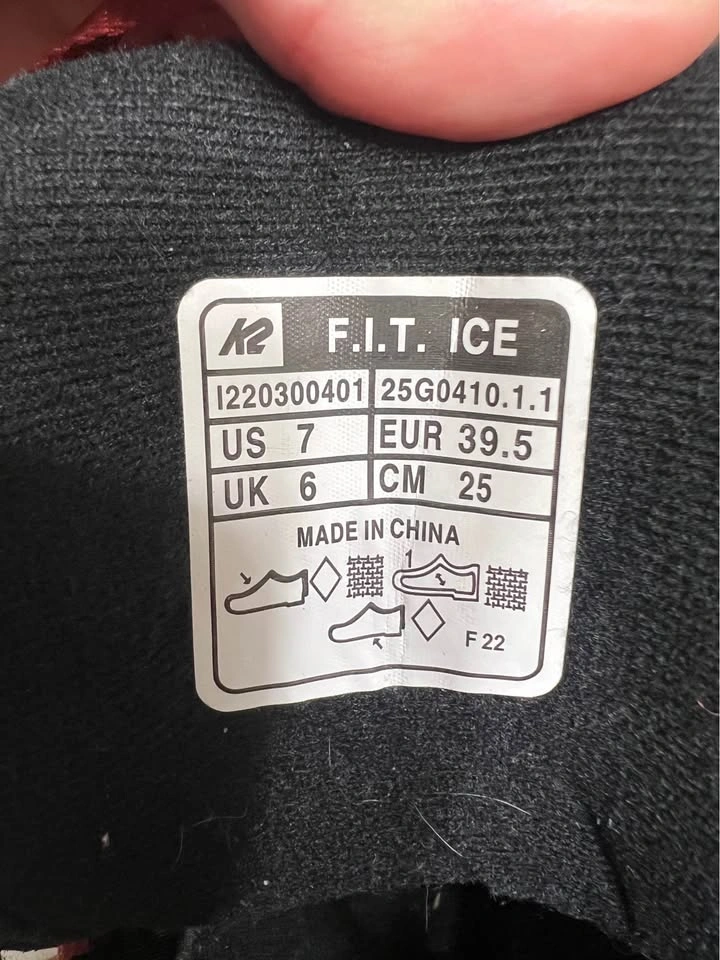 K2 F.I.T. ICE
I220300401 25G0410.1.1
US 7 EUR 39.5
UK 6 CM 25
MADE IN CHINA
1
F 22